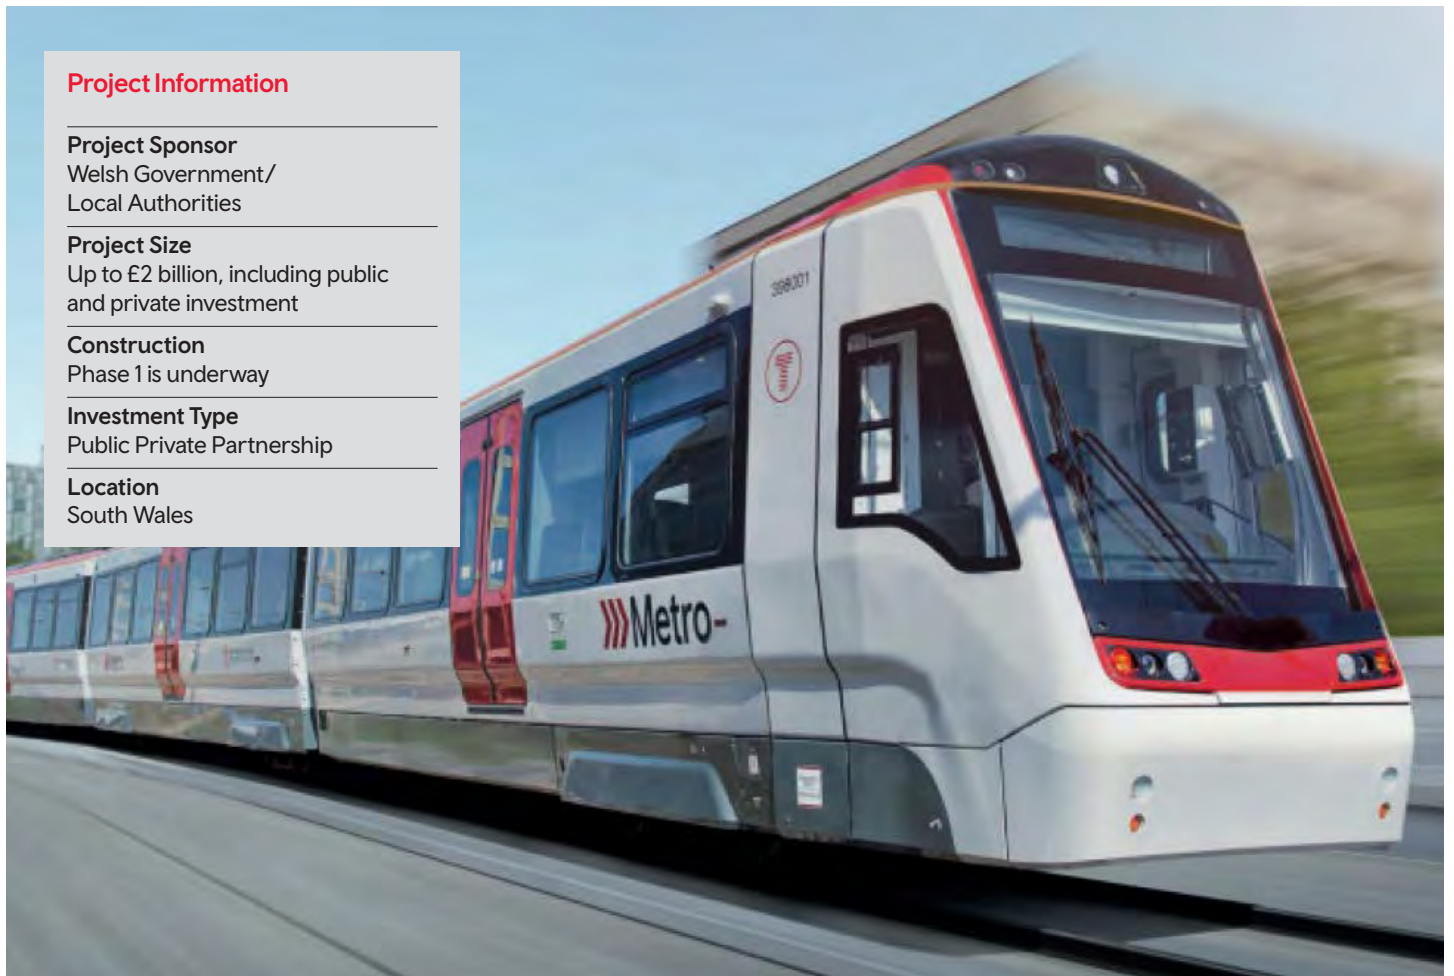 Project Information
Project Sponsor
Welsh Government/
Local Authorities
Project Size
Up to £2 billion, including public
and private investment
Construction
Phase 1 is underway
Investment Type
Public Private Partnership
Location
South Wales
398001
Metro